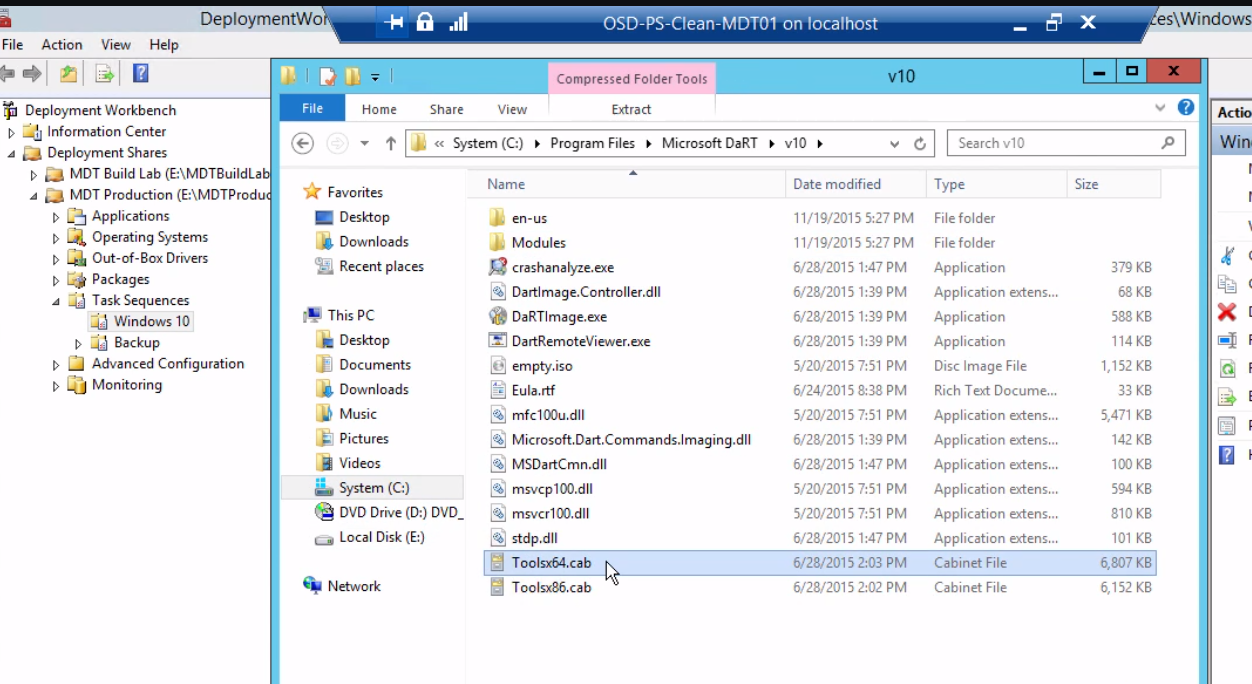 DeploymentWor
OSD-PS-Clean-MDT01 on localhost
ces\Windows
File Action View Help
Deployment Workbench
Information Center
Deployment Shares
MDT Build Lab (E:\MDTBuildLab
MDT Production (E:\MDTProduc
Applications
Operating Systems
Out-of-Box Drivers
Packages
Task Sequences
Windows 10
Backup
Advanced Configuration
Monitoring
Compressed Folder Tools
v10
File Home Share View Extract
« System (C:) Program Files Microsoft DaRT v10
Search v10
Favorites
Desktop
Downloads
Recent places
This PC
Desktop
Documents
Downloads
Music
Pictures
Videos
System (C:)
DVD Drive (D:) DVD_
Local Disk (E:)
Network
Name Date modified Type Size
en-us 11/19/2015 5:27 PM File folder
Modules 11/19/2015 5:27 PM File folder
crashanalyze.exe 6/28/2015 1:47 PM Application 379 KB
DartImage.Controller.dll 6/28/2015 1:39 PM Application extens... 68 KB
DaRTImage.exe 6/28/2015 1:39 PM Application 588 KB
DartRemoteViewer.exe 6/28/2015 1:39 PM Application 114 KB
empty.iso 5/20/2015 7:51 PM Disc Image File 1,152 KB
Eula.rtf 6/24/2015 8:38 PM Rich Text Docume... 33 KB
mfc100u.dll 5/20/2015 7:51 PM Application extens... 5,471 KB
Microsoft.Dart.Commands.Imaging.dll 6/28/2015 1:39 PM Application extens... 142 KB
MSDartCmn.dll 6/28/2015 1:47 PM Application extens... 100 KB
msvcp100.dll 5/20/2015 7:51 PM Application extens... 594 KB
msvcr100.dll 5/20/2015 7:51 PM Application extens... 810 KB
stdp.dll 6/28/2015 1:47 PM Application extens... 101 KB
Toolsx64.cab 6/28/2015 2:03 PM Cabinet File 6,807 KB
Toolsx86.cab 6/28/2015 2:02 PM Cabinet File 6,152 KB
Actio
Win